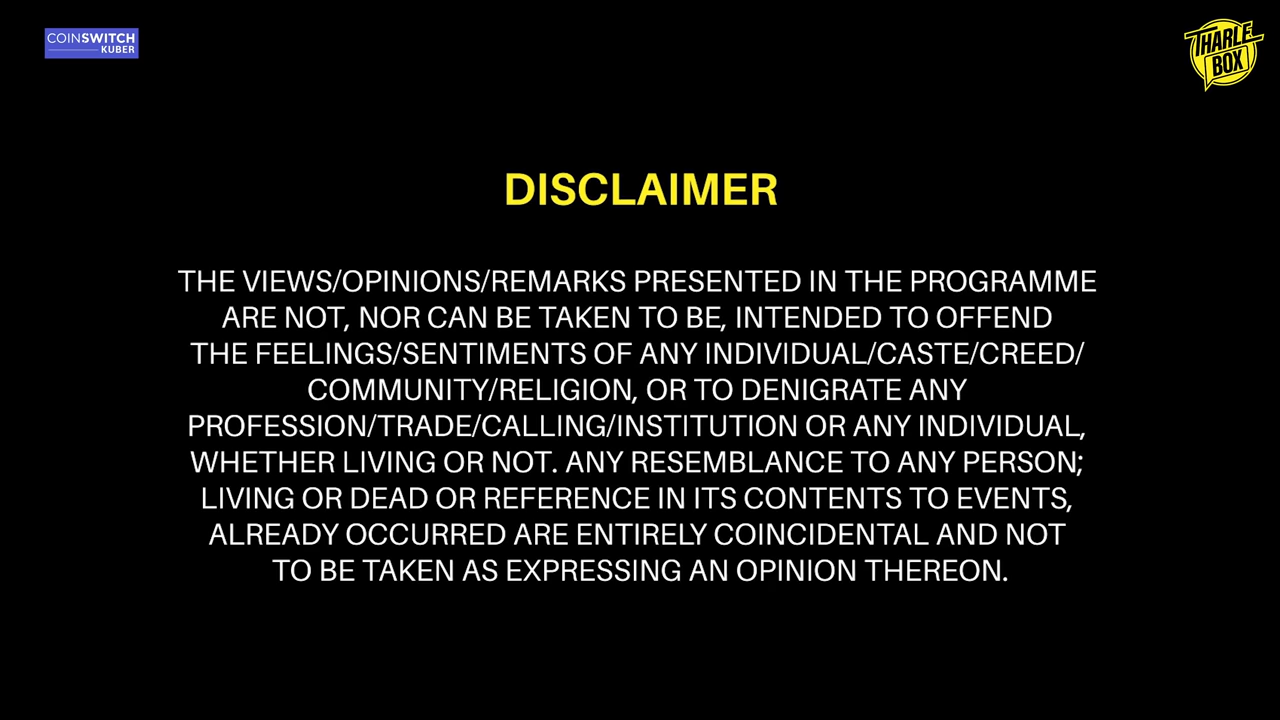 COINSWITCH
KUBER
THARLE
BOX
DISCLAIMER
THE VIEWS/OPINIONS/REMARKS PRESENTED IN THE PROGRAMME
ARE NOT, NOR CAN BE TAKEN TO BE, INTENDED TO OFFEND
THE FEELINGS/SENTIMENTS OF ANY INDIVIDUAL/CASTE/CREED/
COMMUNITY/RELIGION, OR TO DENIGRATE ANY
PROFESSION/TRADE/CALLING/INSTITUTION OR ANY INDIVIDUAL,
WHETHER LIVING OR NOT. ANY RESEMBLANCE TO ANY PERSON;
LIVING OR DEAD OR REFERENCE IN ITS CONTENTS TO EVENTS,
ALREADY OCCURRED ARE ENTIRELY COINCIDENTAL AND NOT
TO BE TAKEN AS EXPRESSING AN OPINION THEREON.